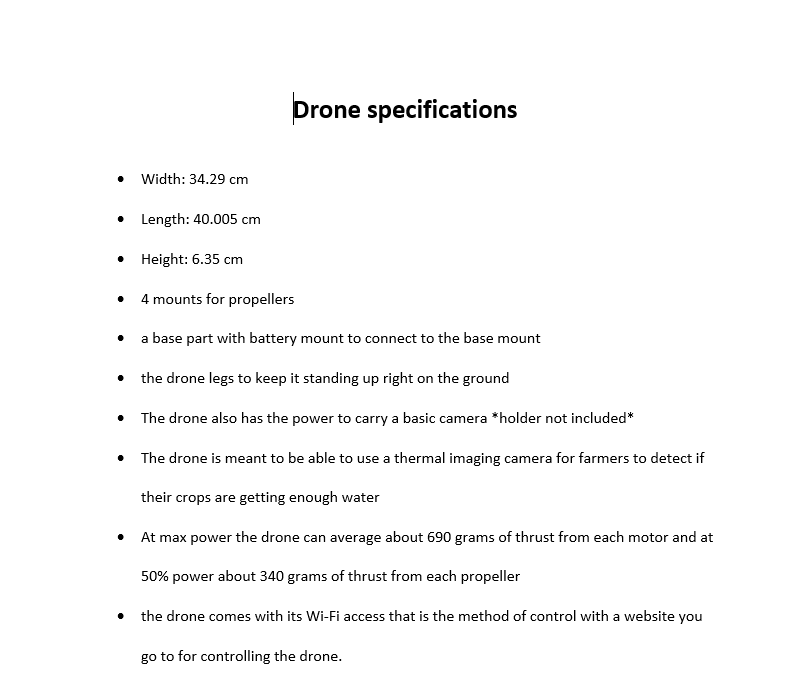 Drone specifications
• Width: 34.29 cm
• Length: 40.005 cm
• Height: 6.35 cm
• 4 mounts for propellers
• a base part with battery mount to connect to the base mount
• the drone legs to keep it standing up right on the ground
• The drone also has the power to carry a basic camera *holder not included*
• The drone is meant to be able to use a thermal imaging camera for farmers to detect if
their crops are getting enough water
• At max power the drone can average about 690 grams of thrust from each motor and at
50% power about 340 grams of thrust from each propeller
• the drone comes with its Wi-Fi access that is the method of control with a website you
go to for controlling the drone.